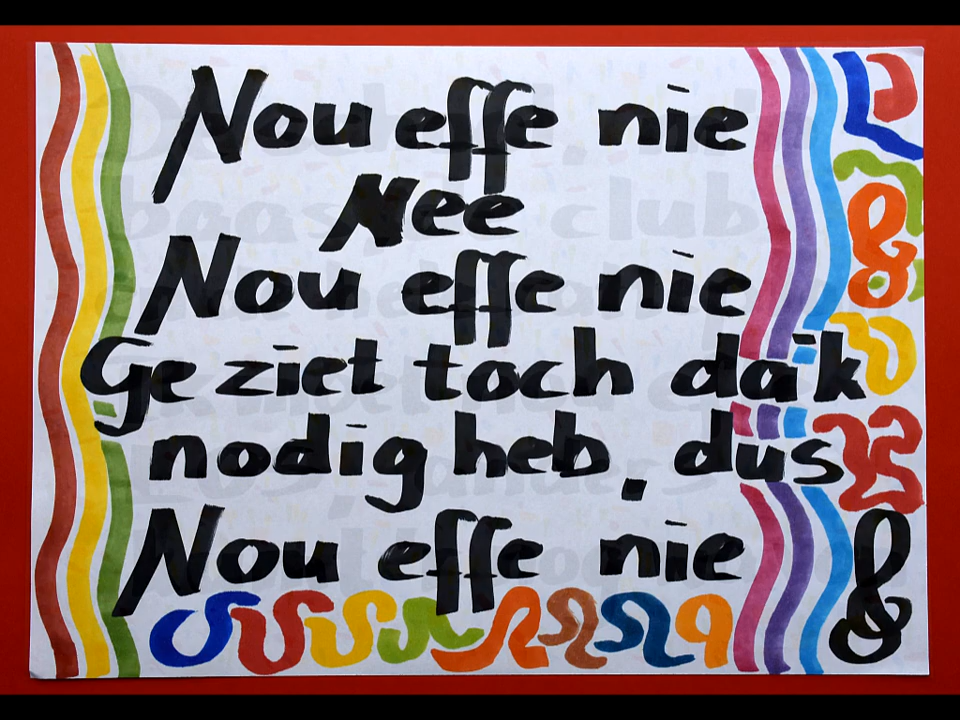 Nou effe nie
Nee
Nou effe nie
Ge ziet toch da'k
nodig heb. dus
Nou effe nie
&